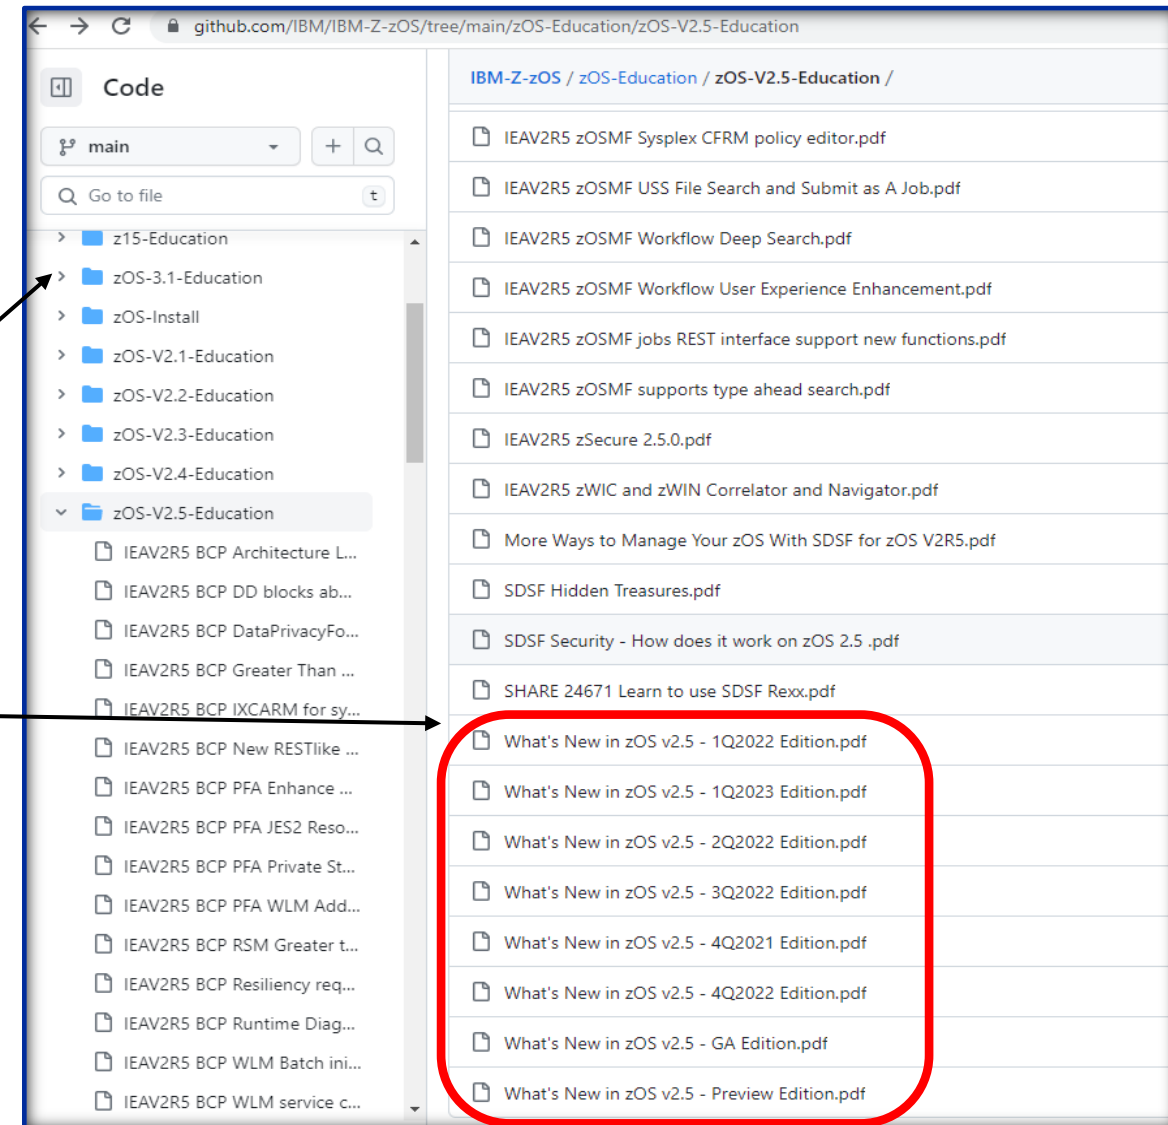 github.com/IBM/IBM-Z-zOS/tree/main/zOS-Education/zOS-V2.5-Education
Code
main
Go to file
t
z15-Education
zOS-3.1-Education
zOS-Install
zOS-V2.1-Education
zOS-V2.2-Education
zOS-V2.3-Education
zOS-V2.4-Education
zOS-V2.5-Education
IEAV2R5 BCP Architecture L...
IEAV2R5 BCP DD blocks ab...
IEAV2R5 BCP DataPrivacyFo...
IEAV2R5 BCP Greater Than ...
IEAV2R5 BCP IXCARM for sy...
IEAV2R5 BCP New RESTlike ...
IEAV2R5 BCP PFA Enhance ...
IEAV2R5 BCP PFA JES2 Reso...
IEAV2R5 BCP PFA Private St...
IEAV2R5 BCP PFA WLM Add...
IEAV2R5 BCP RSM Greater t...
IEAV2R5 BCP Resiliency req...
IEAV2R5 BCP Runtime Diag...
IEAV2R5 BCP WLM Batch ini...
IEAV2R5 BCP WLM service c...
IBM-Z-zOS / zOS-Education / zOS-V2.5-Education /
IEAV2R5 zOSMF Sysplex CFRM policy editor.pdf
IEAV2R5 zOSMF USS File Search and Submit as A Job.pdf
IEAV2R5 zOSMF Workflow Deep Search.pdf
IEAV2R5 zOSMF Workflow User Experience Enhancement.pdf
IEAV2R5 zOSMF jobs REST interface support new functions.pdf
IEAV2R5 zOSMF supports type ahead search.pdf
IEAV2R5 zSecure 2.5.0.pdf
IEAV2R5 zWIC and zWIN Correlator and Navigator.pdf
More Ways to Manage Your zOS With SDSF for zOS V2R5.pdf
SDSF Hidden Treasures.pdf
SDSF Security - How does it work on zOS 2.5 .pdf
SHARE 24671 Learn to use SDSF Rexx.pdf
What's New in zOS v2.5 - 1Q2022 Edition.pdf
What's New in zOS v2.5 - 1Q2023 Edition.pdf
What's New in zOS v2.5 - 2Q2022 Edition.pdf
What's New in zOS v2.5 - 3Q2022 Edition.pdf
What's New in zOS v2.5 - 4Q2021 Edition.pdf
What's New in zOS v2.5 - 4Q2022 Edition.pdf
What's New in zOS v2.5 - GA Edition.pdf
What's New in zOS v2.5 - Preview Edition.pdf